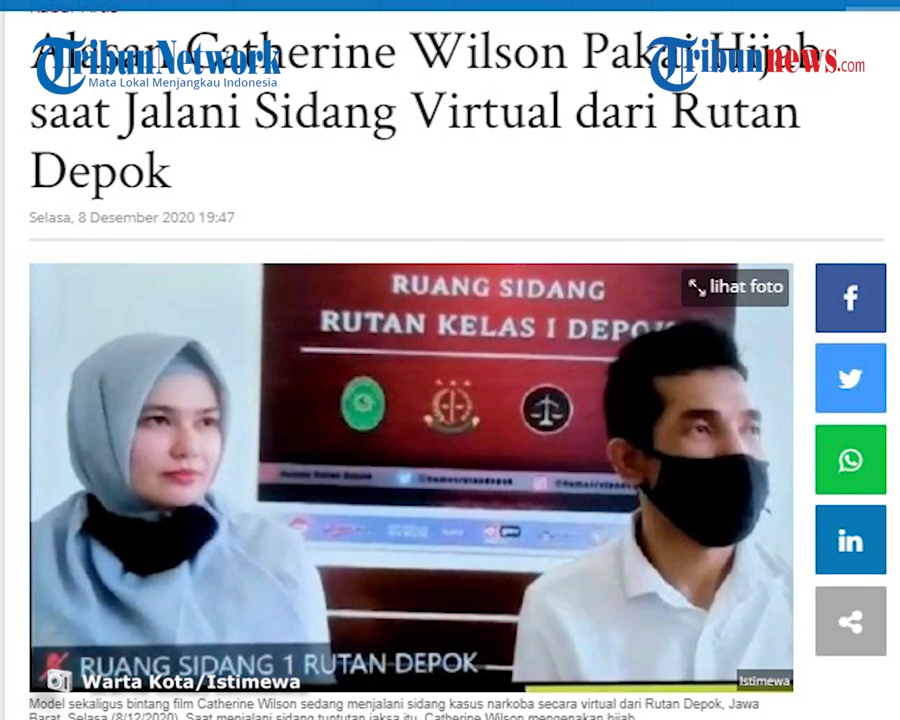 Alasan Catherine Wilson Pakai Hijab
TribunNetwork
Mata Lokal Menjangkau Indonesia
Tribunnews.com
saat Jalani Sidang Virtual dari Rutan
Depok
Selasa, 8 Desember 2020 19:47
RUANG SIDANG
lihat foto
RUTAN KELAS I DEPOK
RUANG SIDANG 1 RUTAN DEPOK
Warta Kota/Istimewa
Istimewa
Model sekaligus bintang film Catherine Wilson sedang menjalani sidang kasus narkoba secara virtual dari Rutan Depok, Jawa
Barat, Selasa (8/12/2020). Saat menjalani sidang tuntutan jaksa itu, Catherine Wilson mengenakan hijab.